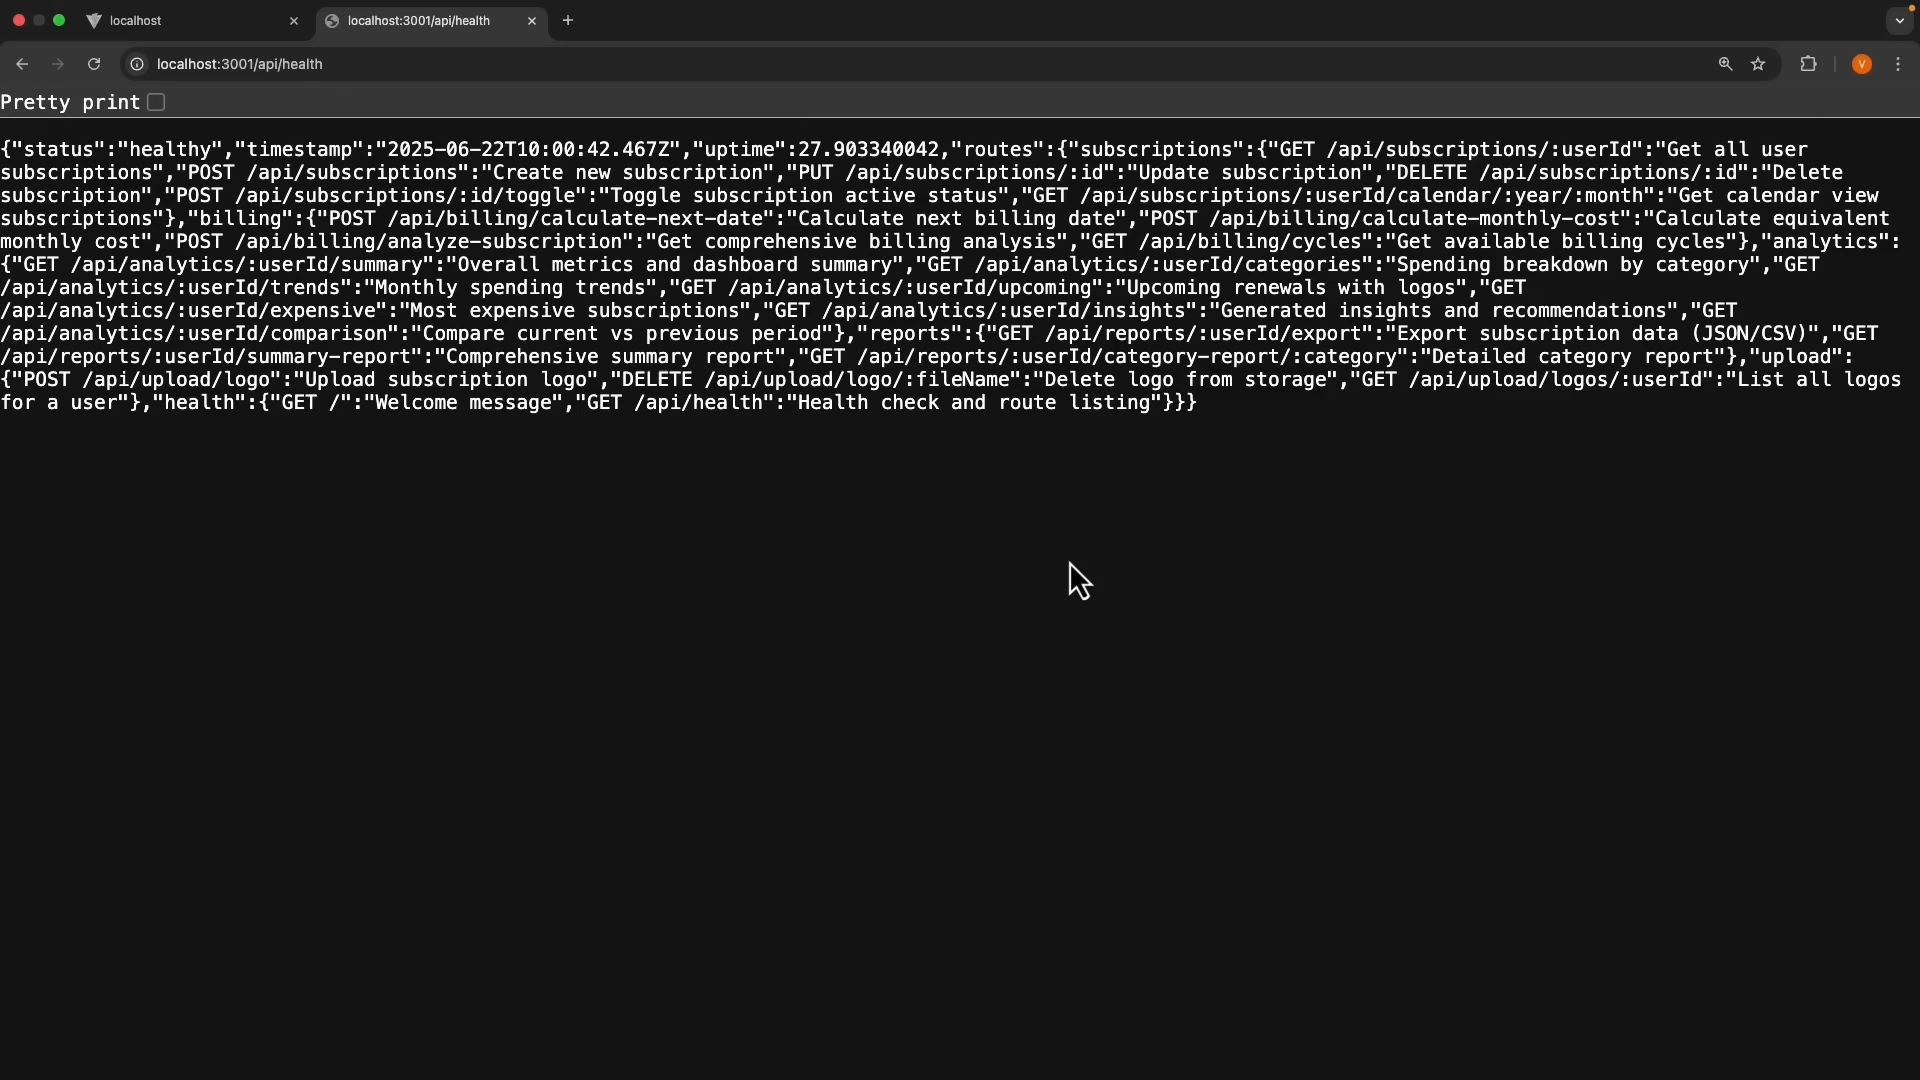 localhost
localhost:3001/api/health
localhost:3001/api/health
V
Pretty print
{"status":"healthy","timestamp":"2025-06-22T10:00:42.467Z","uptime":27.903340042,"routes":{"subscriptions":{"GET /api/subscriptions/:userId":"Get all user
subscriptions","POST /api/subscriptions":"Create new subscription","PUT /api/subscriptions/:id":"Update subscription","DELETE /api/subscriptions/:id":"Delete
subscription","POST /api/subscriptions/:id/toggle":"Toggle subscription active status","GET /api/subscriptions/:userId/calendar/:year/:month":"Get calendar view
subscriptions"},"billing":{"POST /api/billing/calculate-next-date":"Calculate next billing date","POST /api/billing/calculate-monthly-cost":"Calculate equivalent
monthly cost","POST /api/billing/analyze-subscription":"Get comprehensive billing analysis","GET /api/billing/cycles":"Get available billing cycles"},"analytics":
{"GET /api/analytics/:userId/summary":"Overall metrics and dashboard summary","GET /api/analytics/:userId/categories":"Spending breakdown by category","GET
/api/analytics/:userId/trends":"Monthly spending trends","GET /api/analytics/:userId/upcoming":"Upcoming renewals with logos","GET
/api/analytics/:userId/expensive":"Most expensive subscriptions","GET /api/analytics/:userId/insights":"Generated insights and recommendations","GET
/api/analytics/:userId/comparison":"Compare current vs previous period"},"reports":{"GET /api/reports/:userId/export":"Export subscription data (JSON/CSV)","GET
/api/reports/:userId/summary-report":"Comprehensive summary report","GET /api/reports/:userId/category-report/:category":"Detailed category report"},"upload":
{"POST /api/upload/logo":"Upload subscription logo","DELETE /api/upload/logo/:fileName":"Delete logo from storage","GET /api/upload/logos/:userId":"List all logos
for a user"},"health":{"GET /":"Welcome message","GET /api/health":"Health check and route listing"}}}